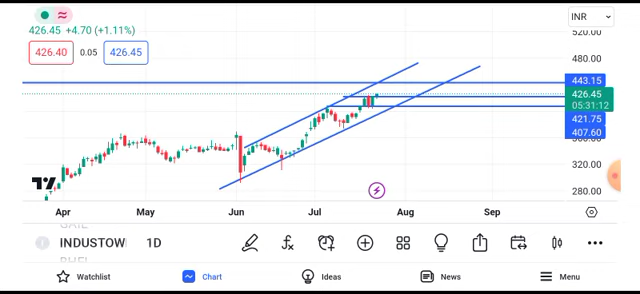 INR
520.00
426.45 +4.70 (+1.11%)
426.40 0.05 426.45
480.00
443.15
426.45
05:31:12
421.75
407.60
320.00
280.00
Apr May Jun Jul Aug Sep
INDUSTOW 1D
Watchlist Chart Ideas News Menu